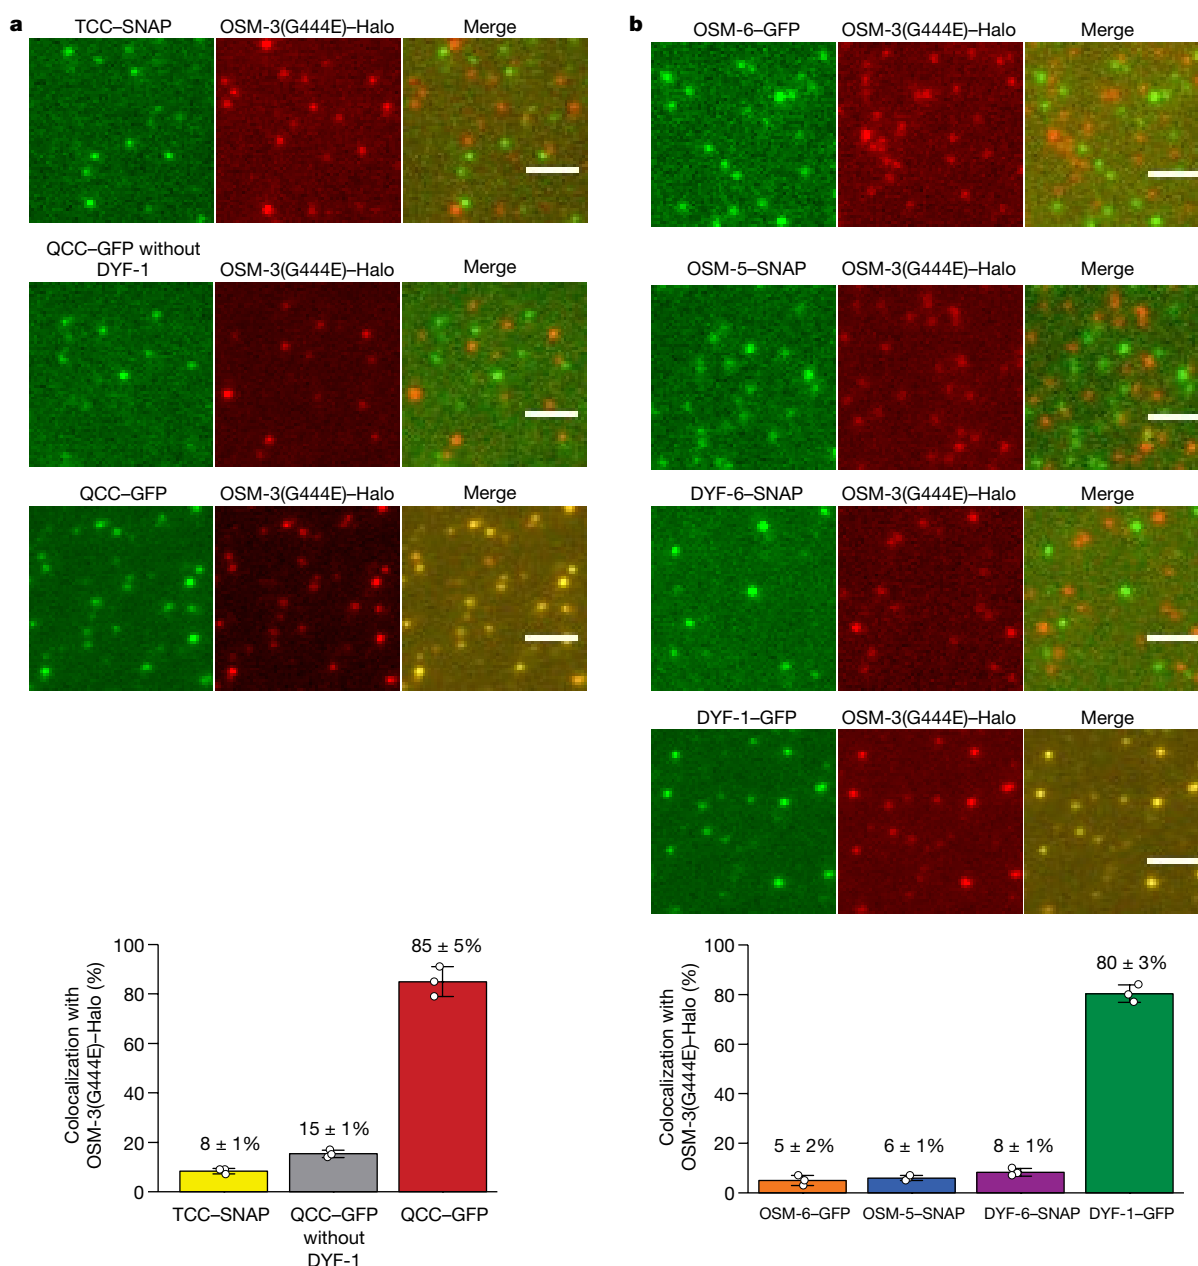 a
TCC–SNAP OSM-3(G444E)–Halo Merge
QCC–GFP without
DYF-1 OSM-3(G444E)–Halo Merge
QCC–GFP OSM-3(G444E)–Halo Merge
100
80
60
40
20
0
Colocalization with
OSM-3(G444E)–Halo (%)
8 ± 1%
15 ± 1%
85 ± 5%
TCC–SNAP QCC–GFP QCC–GFP
without
DYF-1
b
OSM-6–GFP OSM-3(G444E)–Halo Merge
OSM-5–SNAP OSM-3(G444E)–Halo Merge
DYF-6–SNAP OSM-3(G444E)–Halo Merge
DYF-1–GFP OSM-3(G444E)–Halo Merge
100
80
60
40
20
0
Colocalization with
OSM-3(G444E)–Halo (%)
5 ± 2%
6 ± 1%
8 ± 1%
80 ± 3%
OSM-6–GFP OSM-5–SNAP DYF-6–SNAP DYF-1–GFP